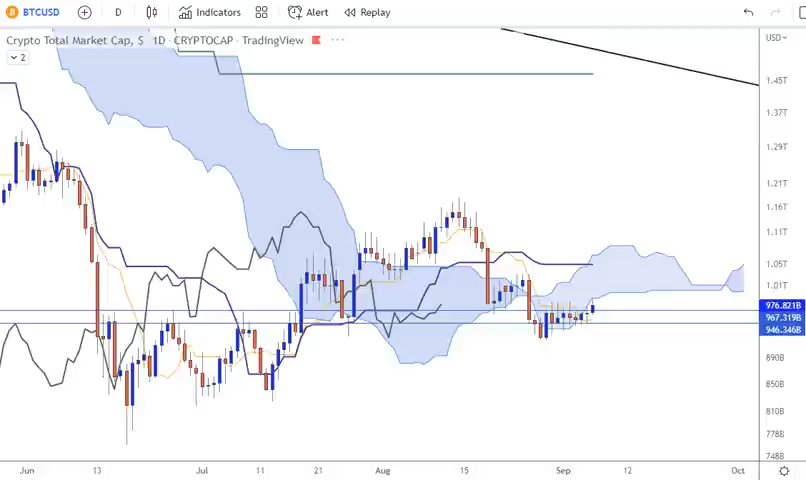 BTCUSD D Indicators Alert Replay
Crypto Total Market Cap, $ 1D CRYPTOCAP · TradingView ···
2
USD
1.45T
1.37T
1.29T
1.21T
1.16T
1.11T
1.05T
1.01T
976.821B
967.319B
946.346B
890B
850B
810B
778B
748B
Jun 13 Jul 11 21 Aug 15 Sep 12 Oct